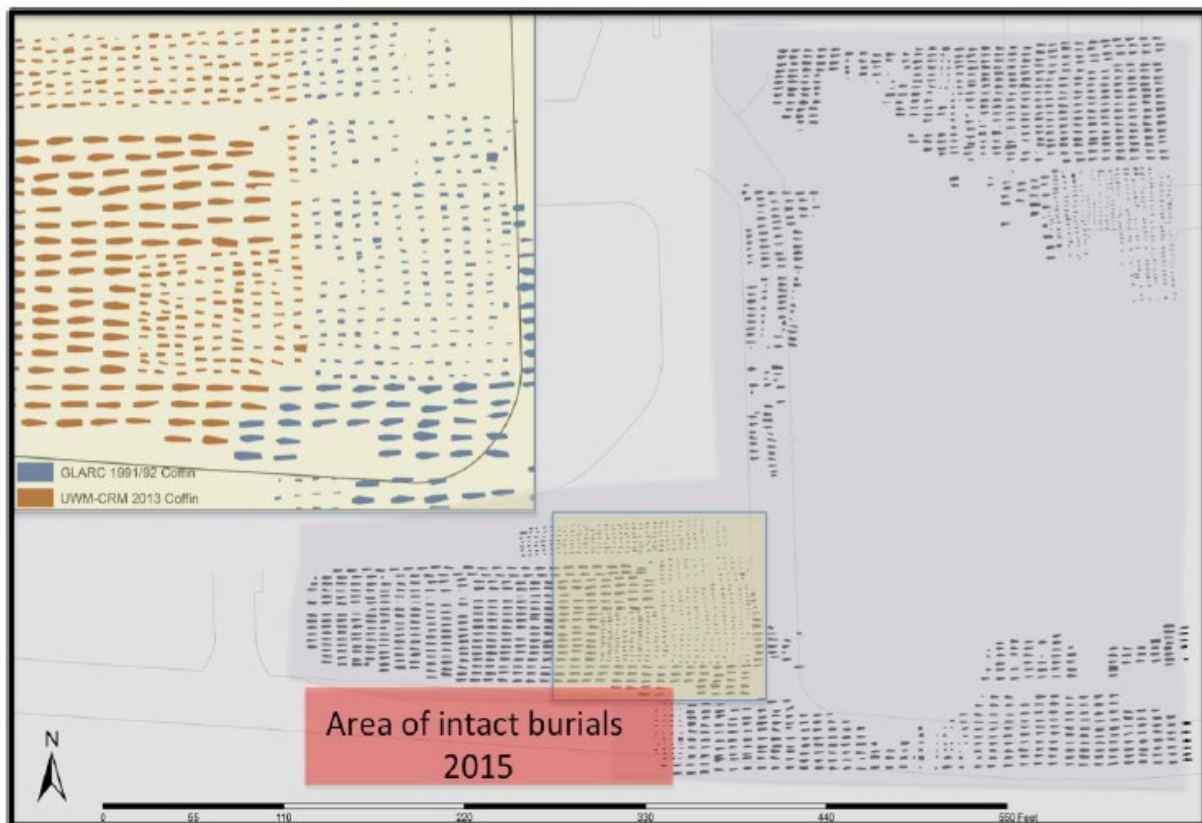 GLARC 1991/92 Coffin
UWM-CRM 2013 Coffin
Area of intact burials
2015
N
0 55 110 220 330 440 550 Feet